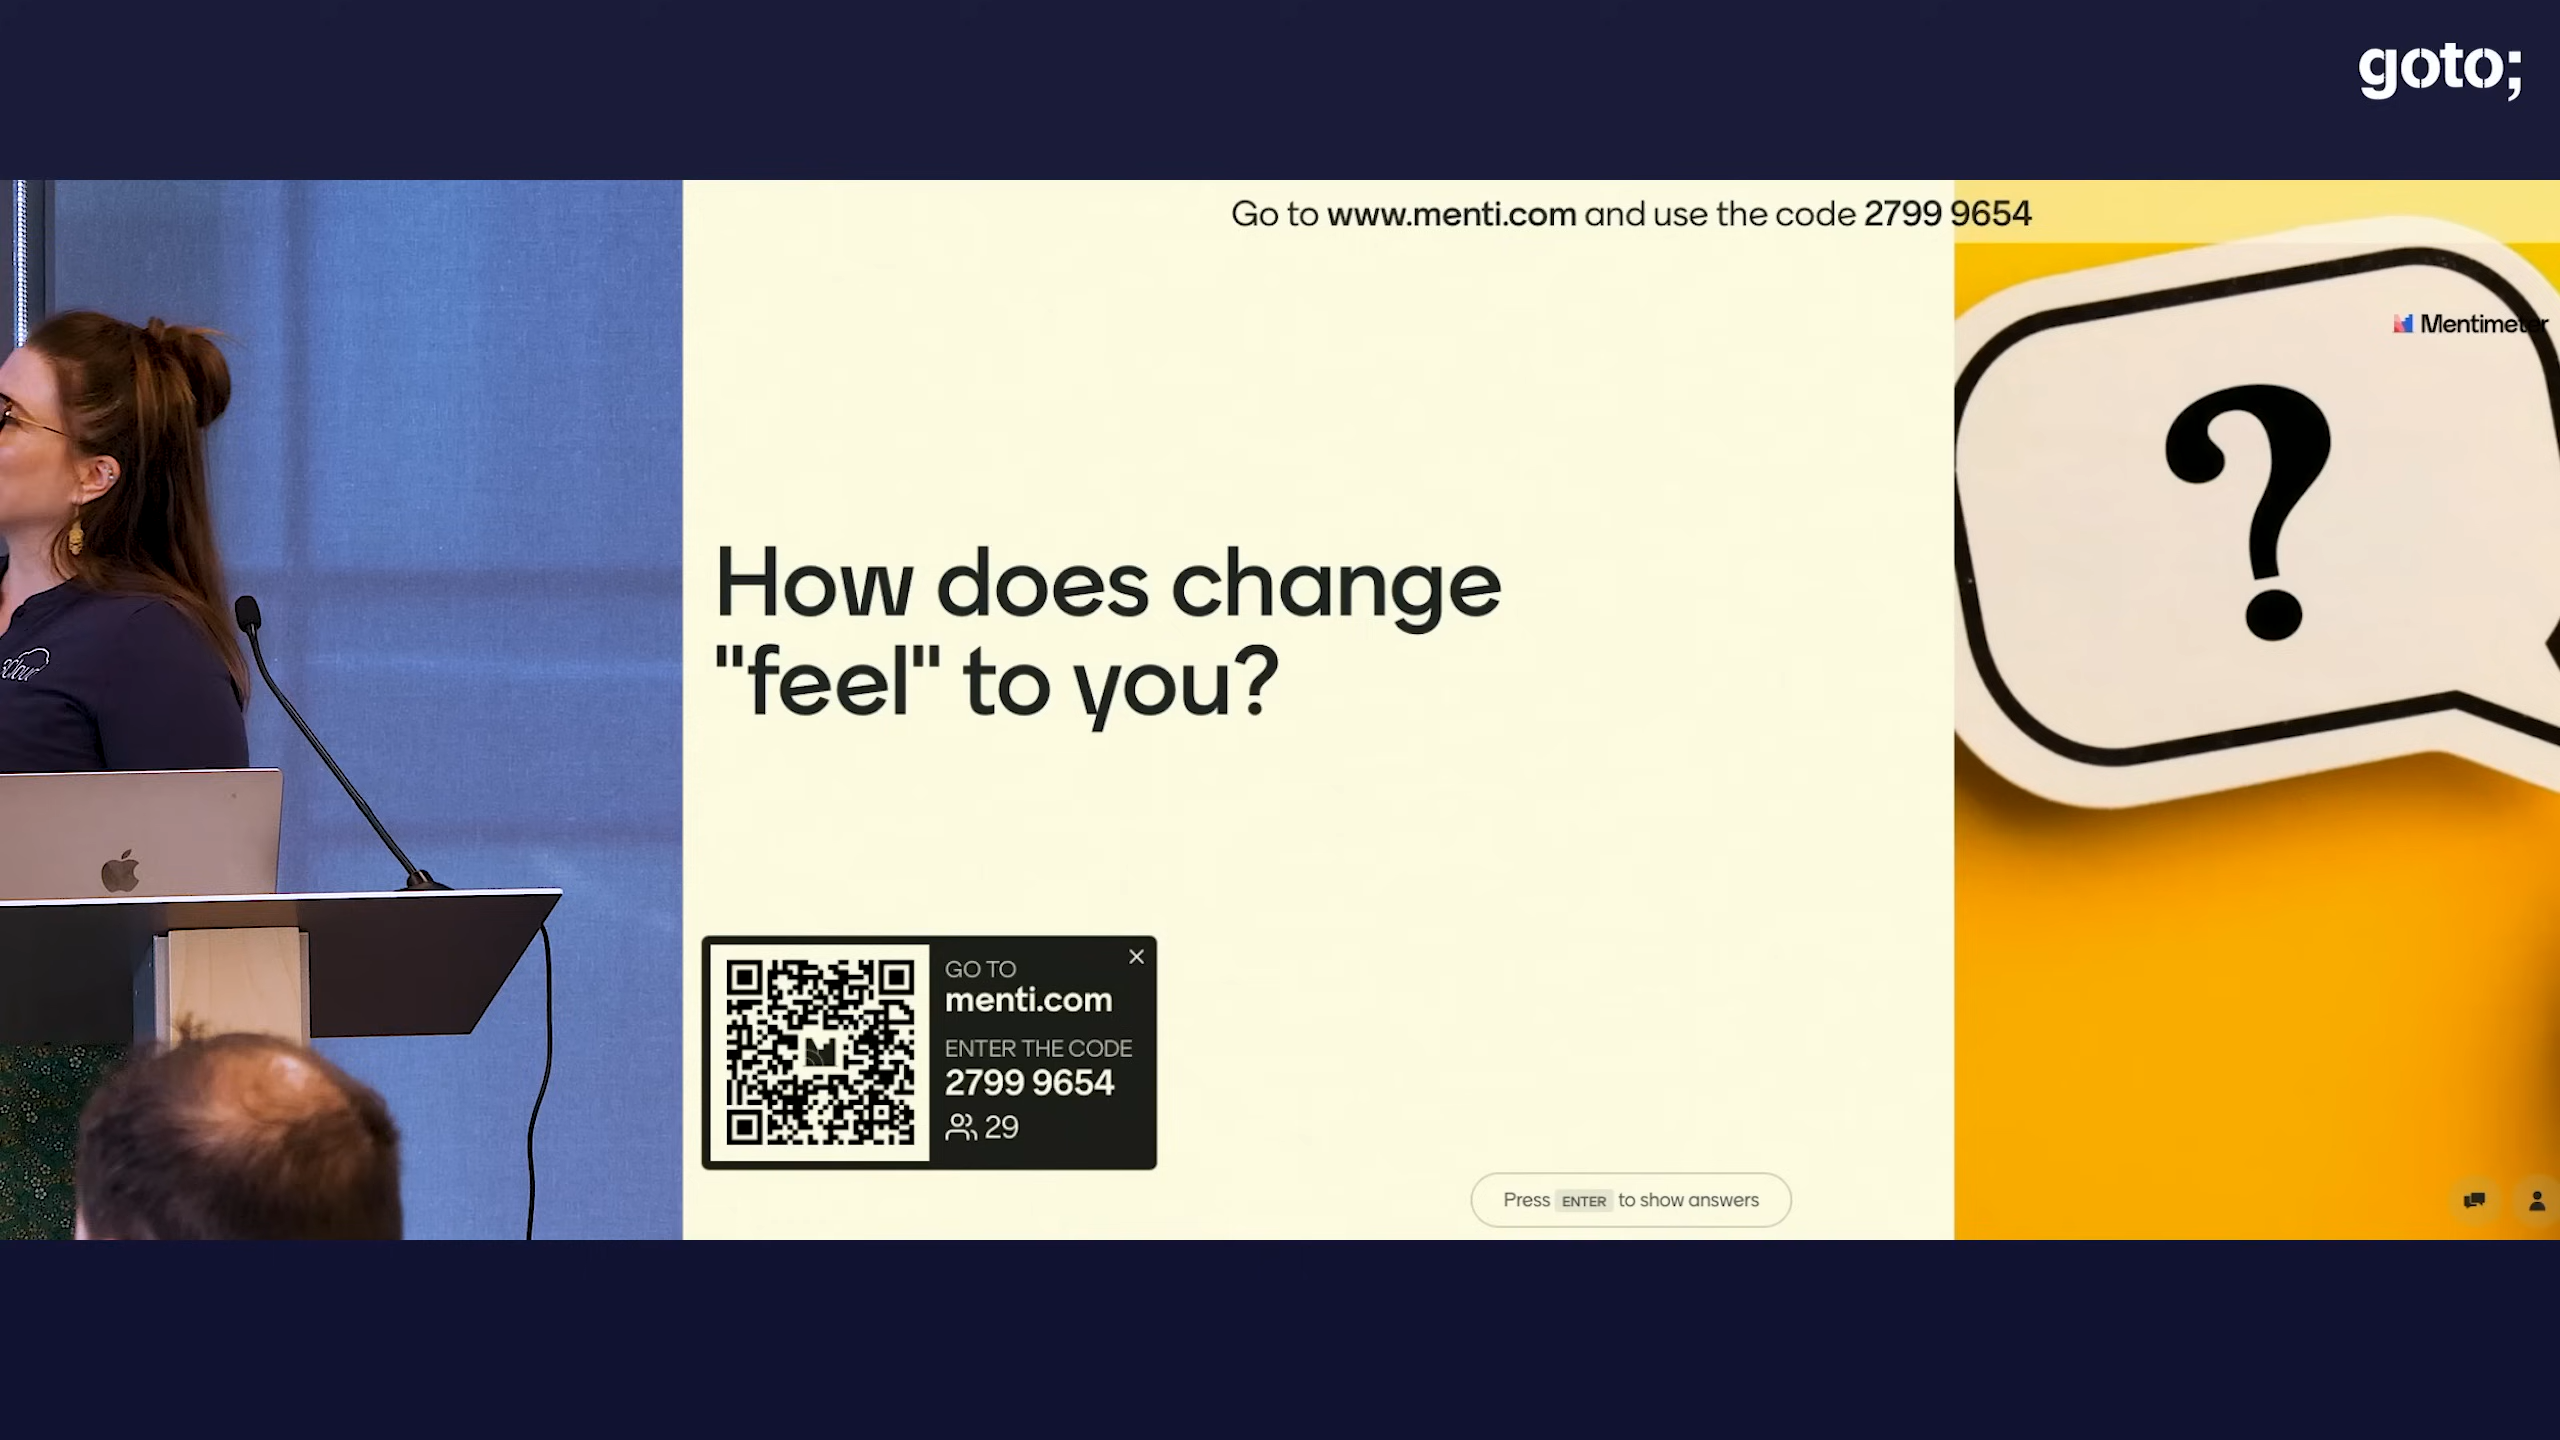 goto;
Go to www.menti.com and use the code 2799 9654
Mentimeter
?
How does change
"feel" to you?
GO TO
menti.com
ENTER THE CODE
2799 9654
29
Press ENTER to show answers